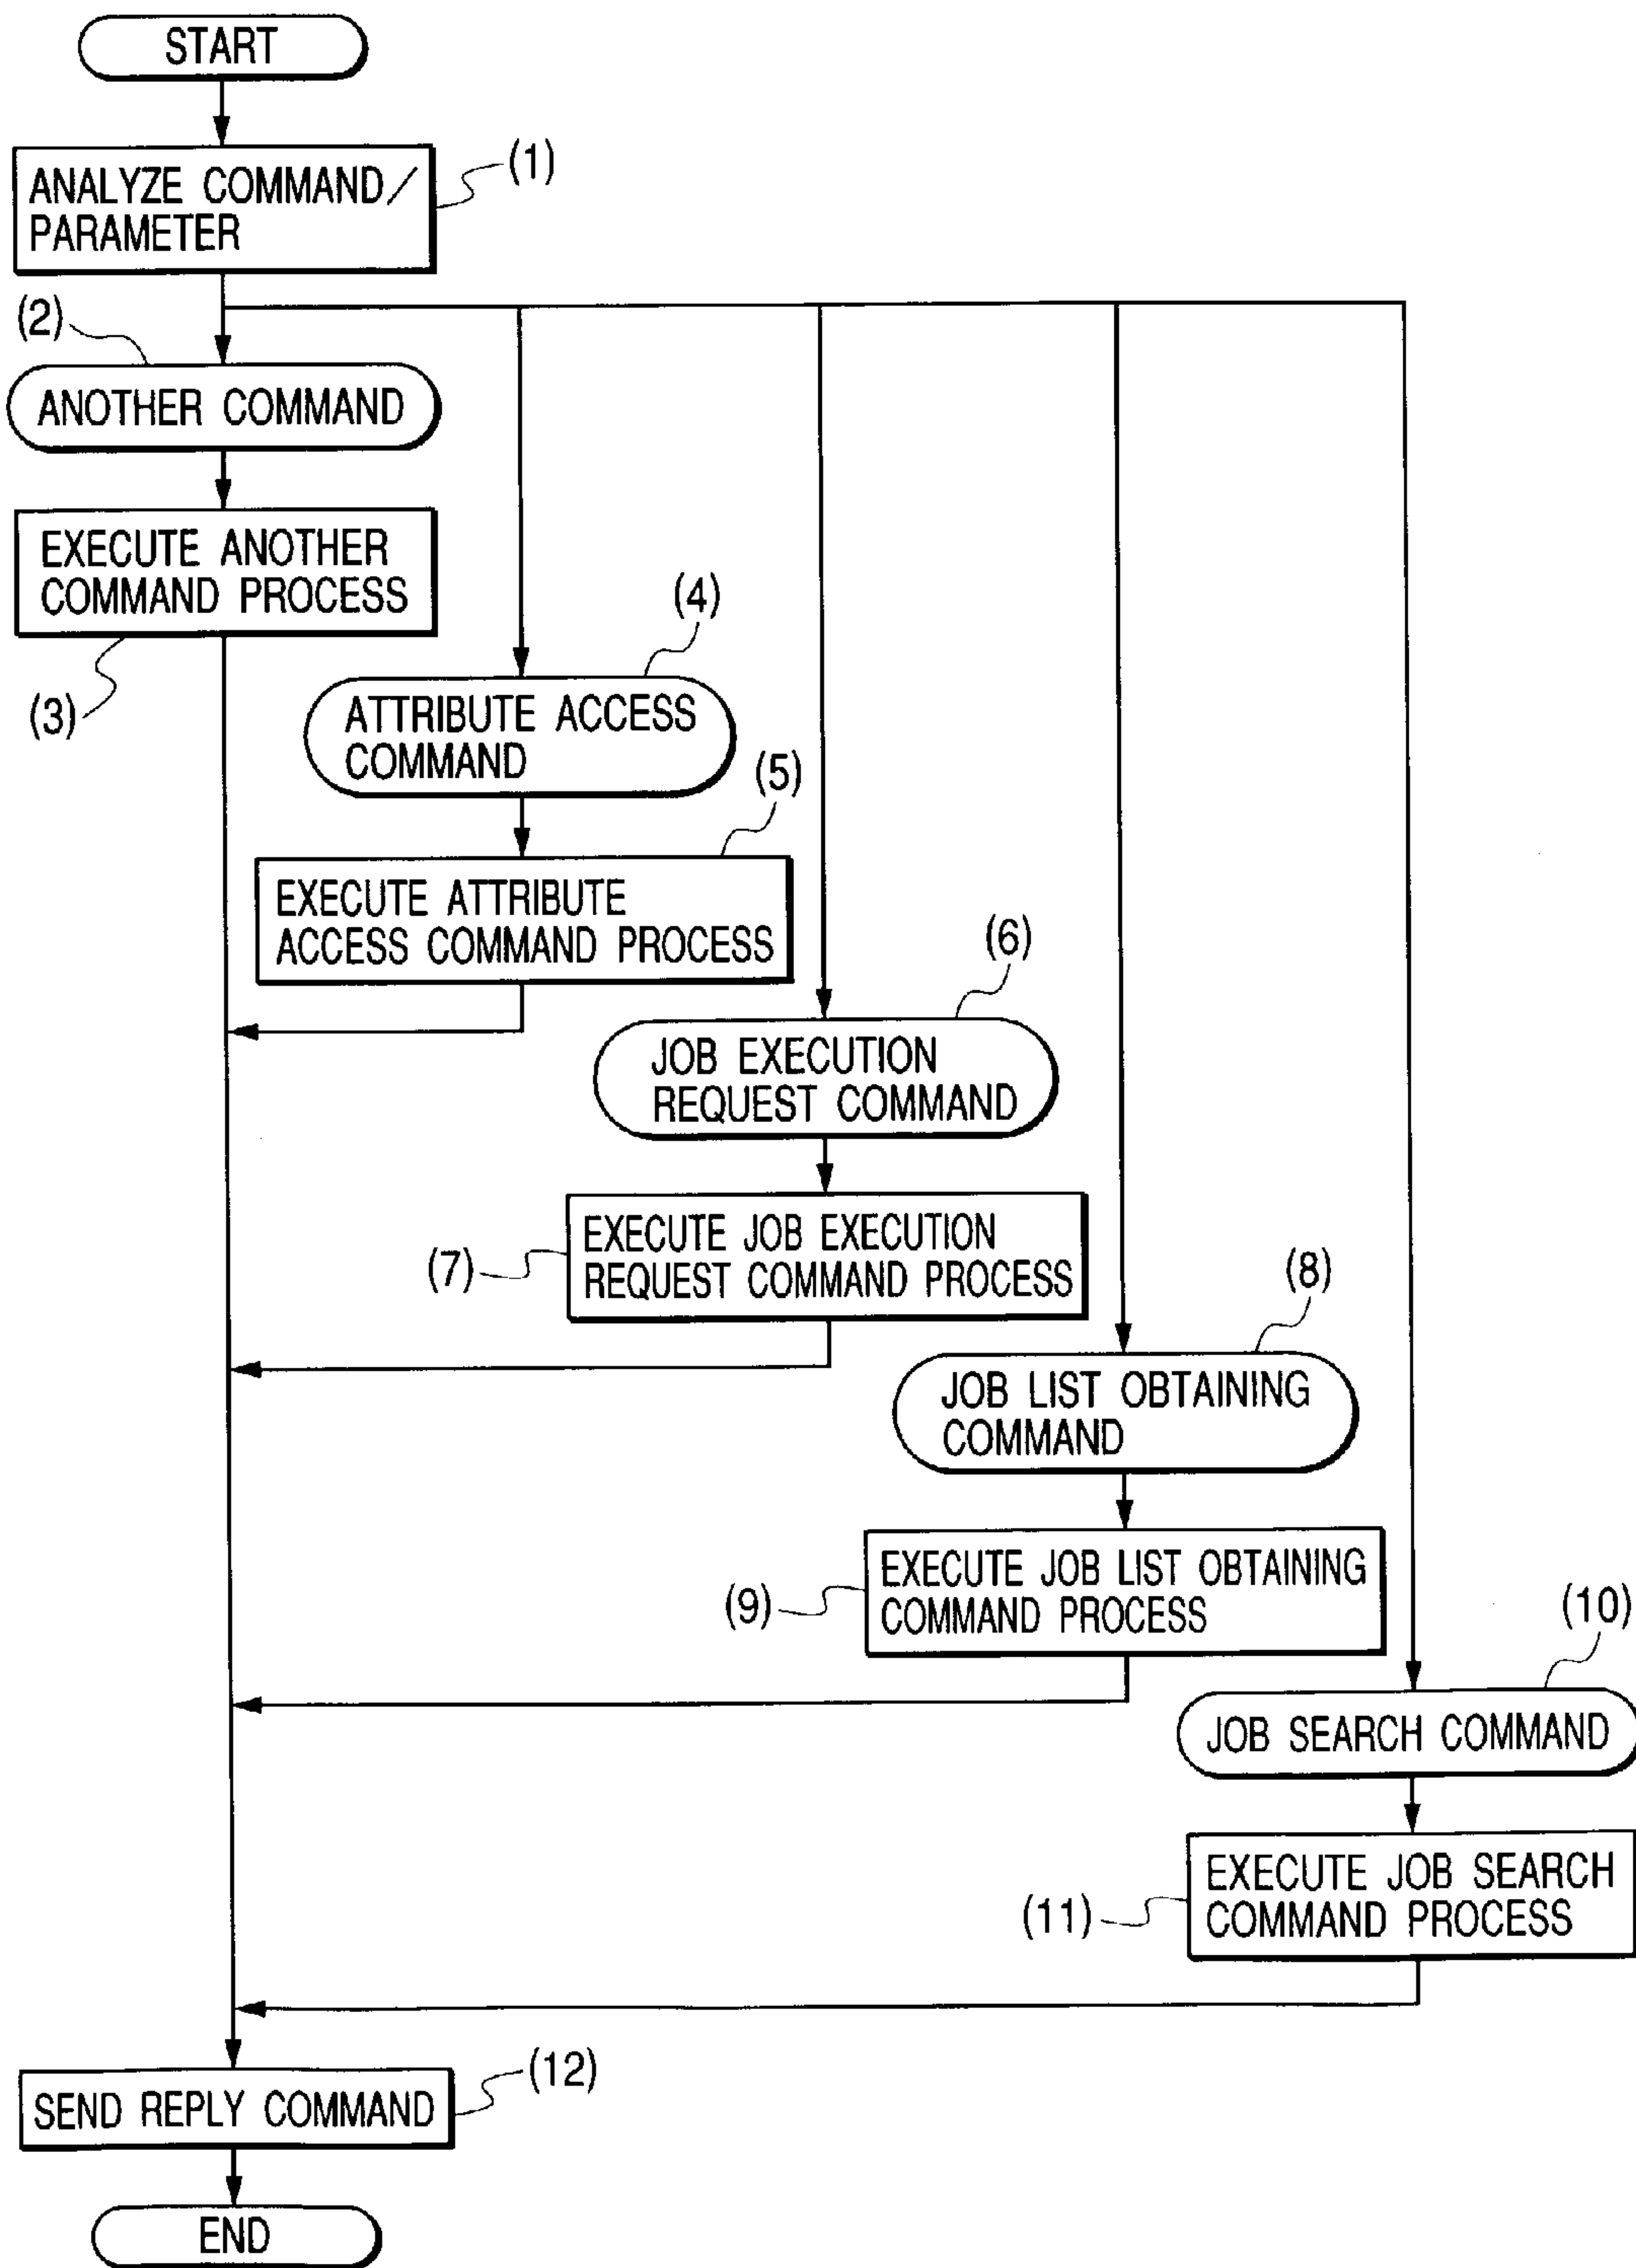 START
(1)
ANALYZE COMMAND/
PARAMETER
(2)
ANOTHER COMMAND
EXECUTE ANOTHER
COMMAND PROCESS
(3)
(4)
ATTRIBUTE ACCESS
COMMAND
(5)
EXECUTE ATTRIBUTE
ACCESS COMMAND PROCESS
(6)
JOB EXECUTION
REQUEST COMMAND
(7)
EXECUTE JOB EXECUTION
REQUEST COMMAND PROCESS
(8)
JOB LIST OBTAINING
COMMAND
(9)
EXECUTE JOB LIST OBTAINING
COMMAND PROCESS
(10)
JOB SEARCH COMMAND
(11)
EXECUTE JOB SEARCH
COMMAND PROCESS
(12)
SEND REPLY COMMAND
END